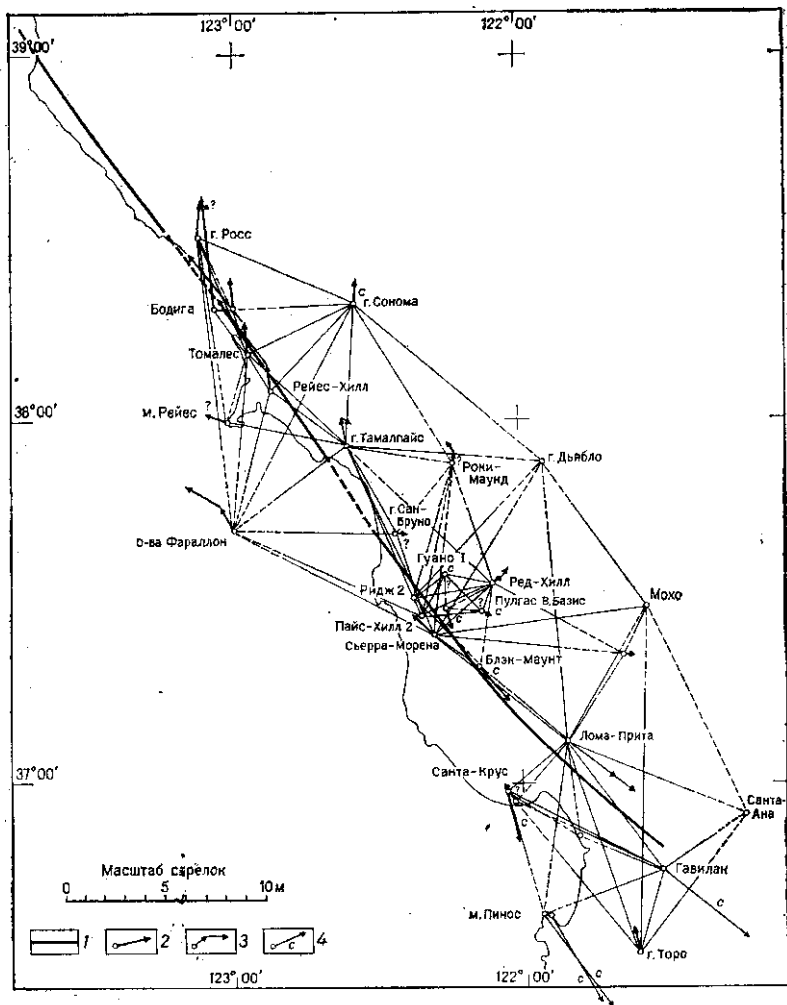 123°00'
122°00'
39°00'
г. Росс
?
с
г. Сонома
Бодига
Томалес
Рейес-Хилл
38°00'
?
м. Рейес
г. Тамалпайс
г. Дьябло
Роки-
Маунд
г. Сан-
Бруно
о-ва Фараллон
?
Гуано 1
с
Ред-Хилл
Ридж 2
Пулгас В. Базис
?
с
Мохо
Пайс-Хилл 2
с
Сьерра-Морена
Блэк-Маунт
с
Лома-Прита
37°00'
Санта-Крус
?
с
Санта-
Ана
Масштаб стрелок
0 5 10 м
Гавилан
с
м. Пинос
г. Торо
с с
1 2 3 с 4
123°00'
122°00'